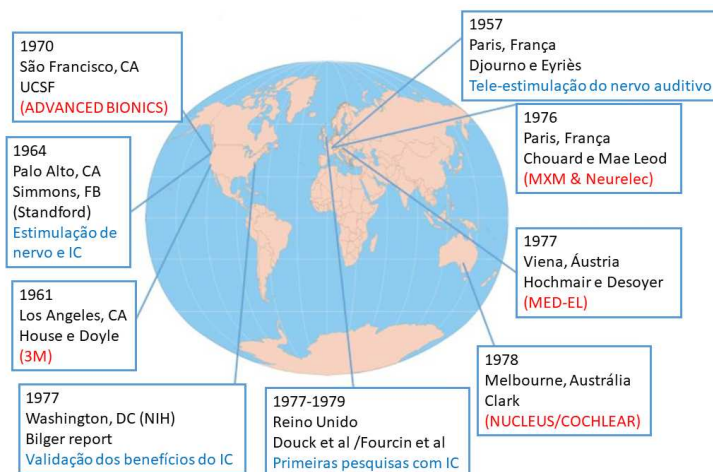 1970
São Francisco, CA
UCSF
(ADVANCED BIONICS)
1964
Palo Alto, CA
Simmons, FB
(Standford)
Estimulação de
nervo e IC
1961
Los Angeles, CA
House e Doyle
(3M)
1977
Washington, DC (NIH)
Bilger report
Validação dos benefícios do IC
1977-1979
Reino Unido
Douck et al /Fourcin et al
Primeiras pesquisas com IC
1957
Paris, França
Djourno e Eyriès
Tele-estimulação do nervo auditivo
1976
Paris, França
Chouard e Mae Leod
(MXM & Neurelec)
1977
Viena, Áustria
Hochmair e Desoyer
(MED-EL)
1978
Melbourne, Austrália
Clark
(NUCLEUS/COCHLEAR)